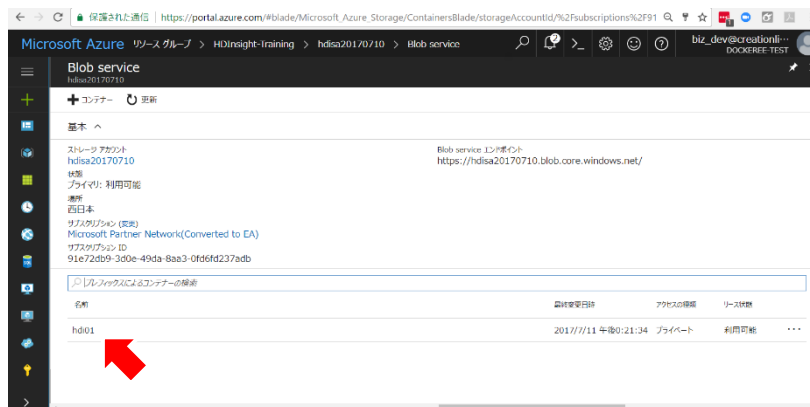 保護された通信 | https://portal.azure.com/#blade/Microsoft_Azure_Storage/ContainersBlade/storageAccountId/%2Fsubscriptions%2F91
Microsoft Azure リソース グループ > HDInsight-Training > hdisa20170710 > Blob service
biz_dev@creationli…
DOCKEREE-TEST
Blob service
hdisa20170710
コンテナー 更新
基本
ストレージ アカウント
hdisa20170710
状態
プライマリ: 利用可能
場所
西日本
サブスクリプション (変更)
Microsoft Partner Network(Converted to EA)
サブスクリプション ID
91e72db9-3d0e-49da-8aa3-0fd6fd237adb
Blob service エンドポイント
https://hdisa20170710.blob.core.windows.net/
プレフィックスによるコンテナーの検索
名前 最終変更日時 アクセスの種類 リース状態
hdi01 2017/7/11 午後0:21:34 プライベート 利用可能